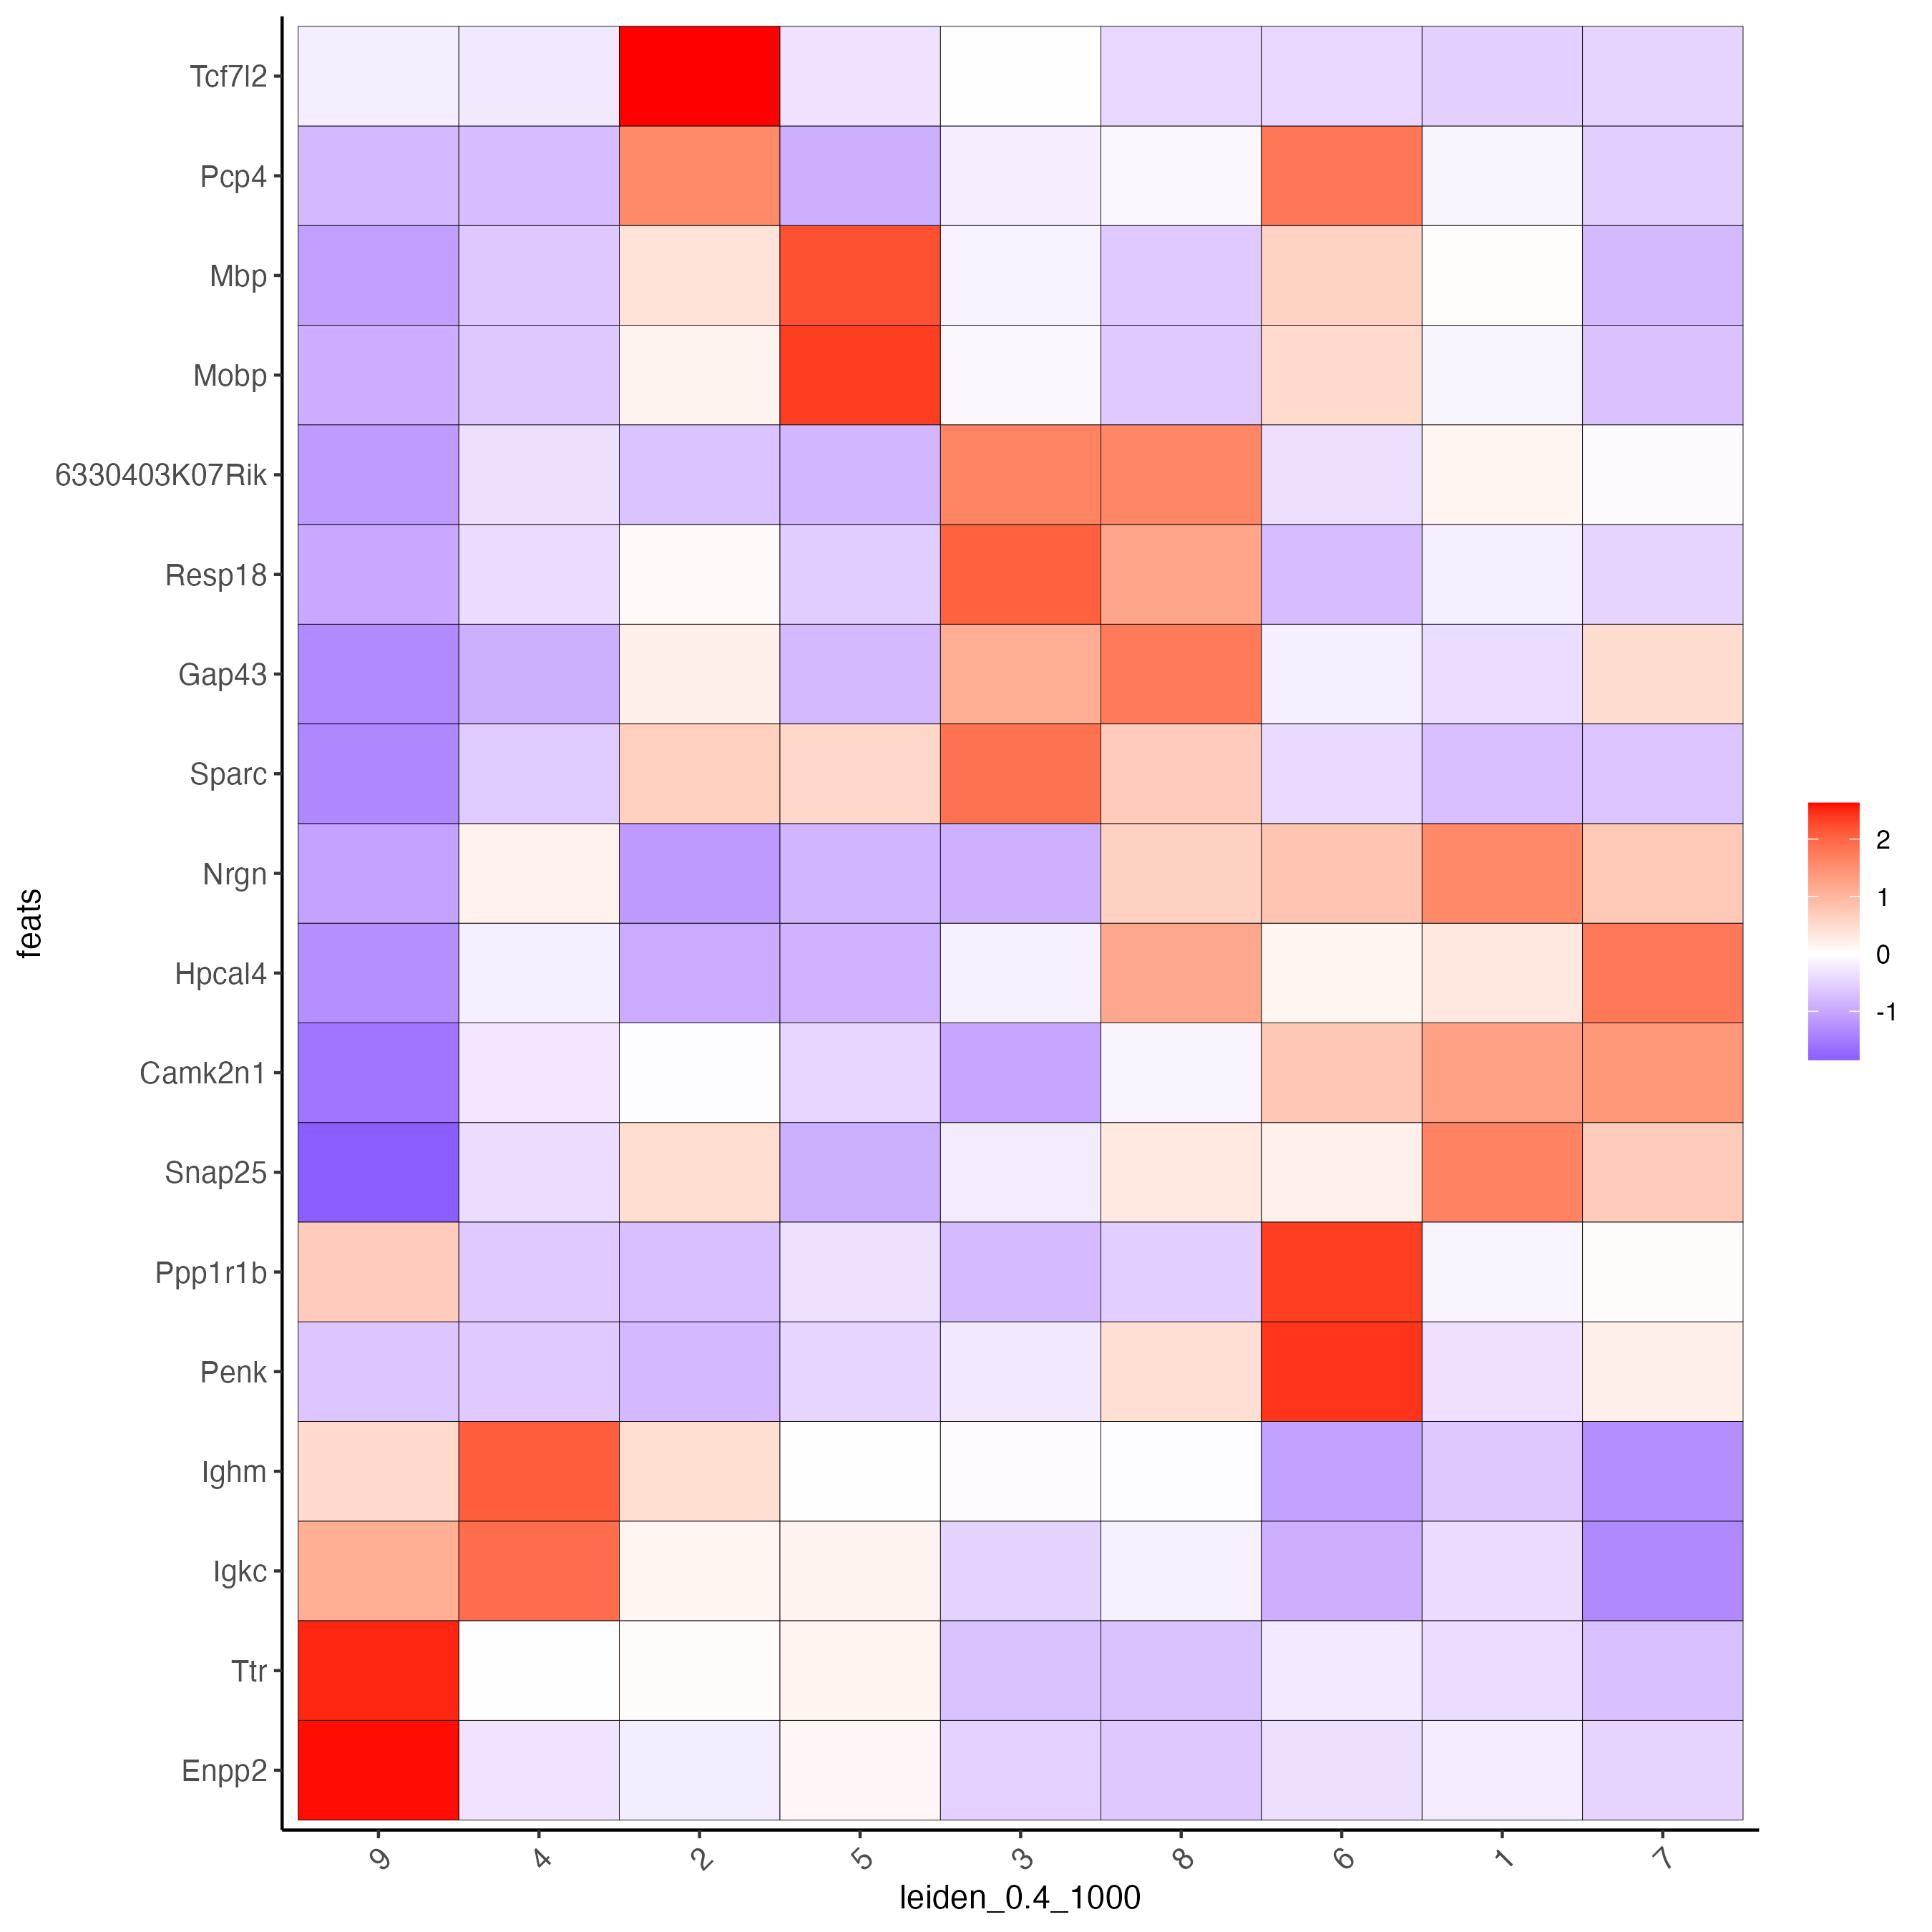 Tcf7l2
Pcp4
Mbp
Mobp
6330403K07Rik
Resp18
Gap43
Sparc
Nrgn
Hpcal4
Camk2n1
Snap25
Ppp1r1b
Penk
Ighm
Igkc
Ttr
Enpp2
feats
9 4 2 5 3 8 6 1 7
leiden_0.4_1000
2
1
0
-1